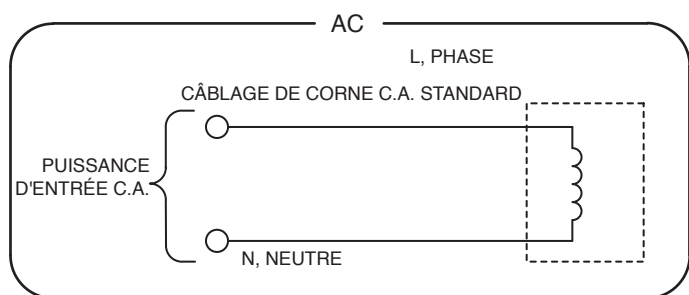 AC
L, PHASE
CÂBLAGE DE CORNE C.A. STANDARD
PUISSANCE
D'ENTRÉE C.A.
N, NEUTRE